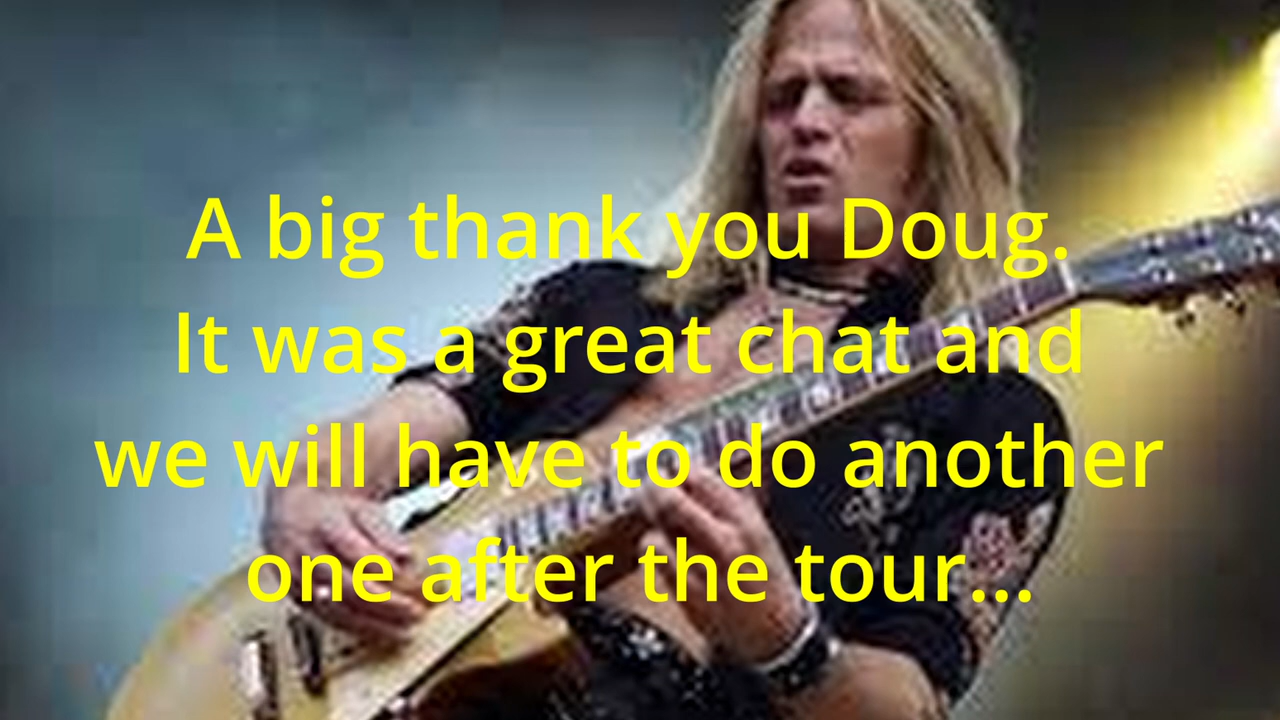 A big thank you Doug.
It was a great chat and
we will have to do another
one after the tour...